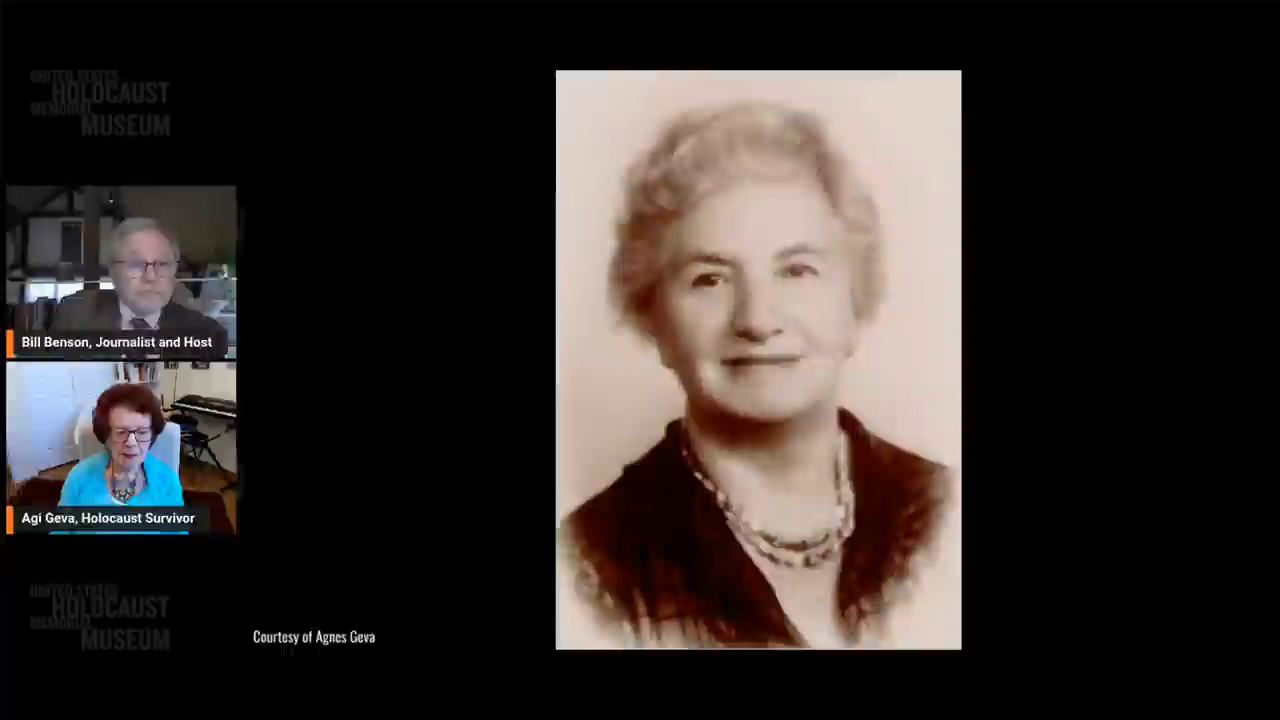 UNITED STATES
HOLOCAUST
MEMORIAL
MUSEUM
Bill Benson, Journalist and Host
Agi Geva, Holocaust Survivor
UNITED STATES
HOLOCAUST
MEMORIAL
MUSEUM
Courtesy of Agnes Geva